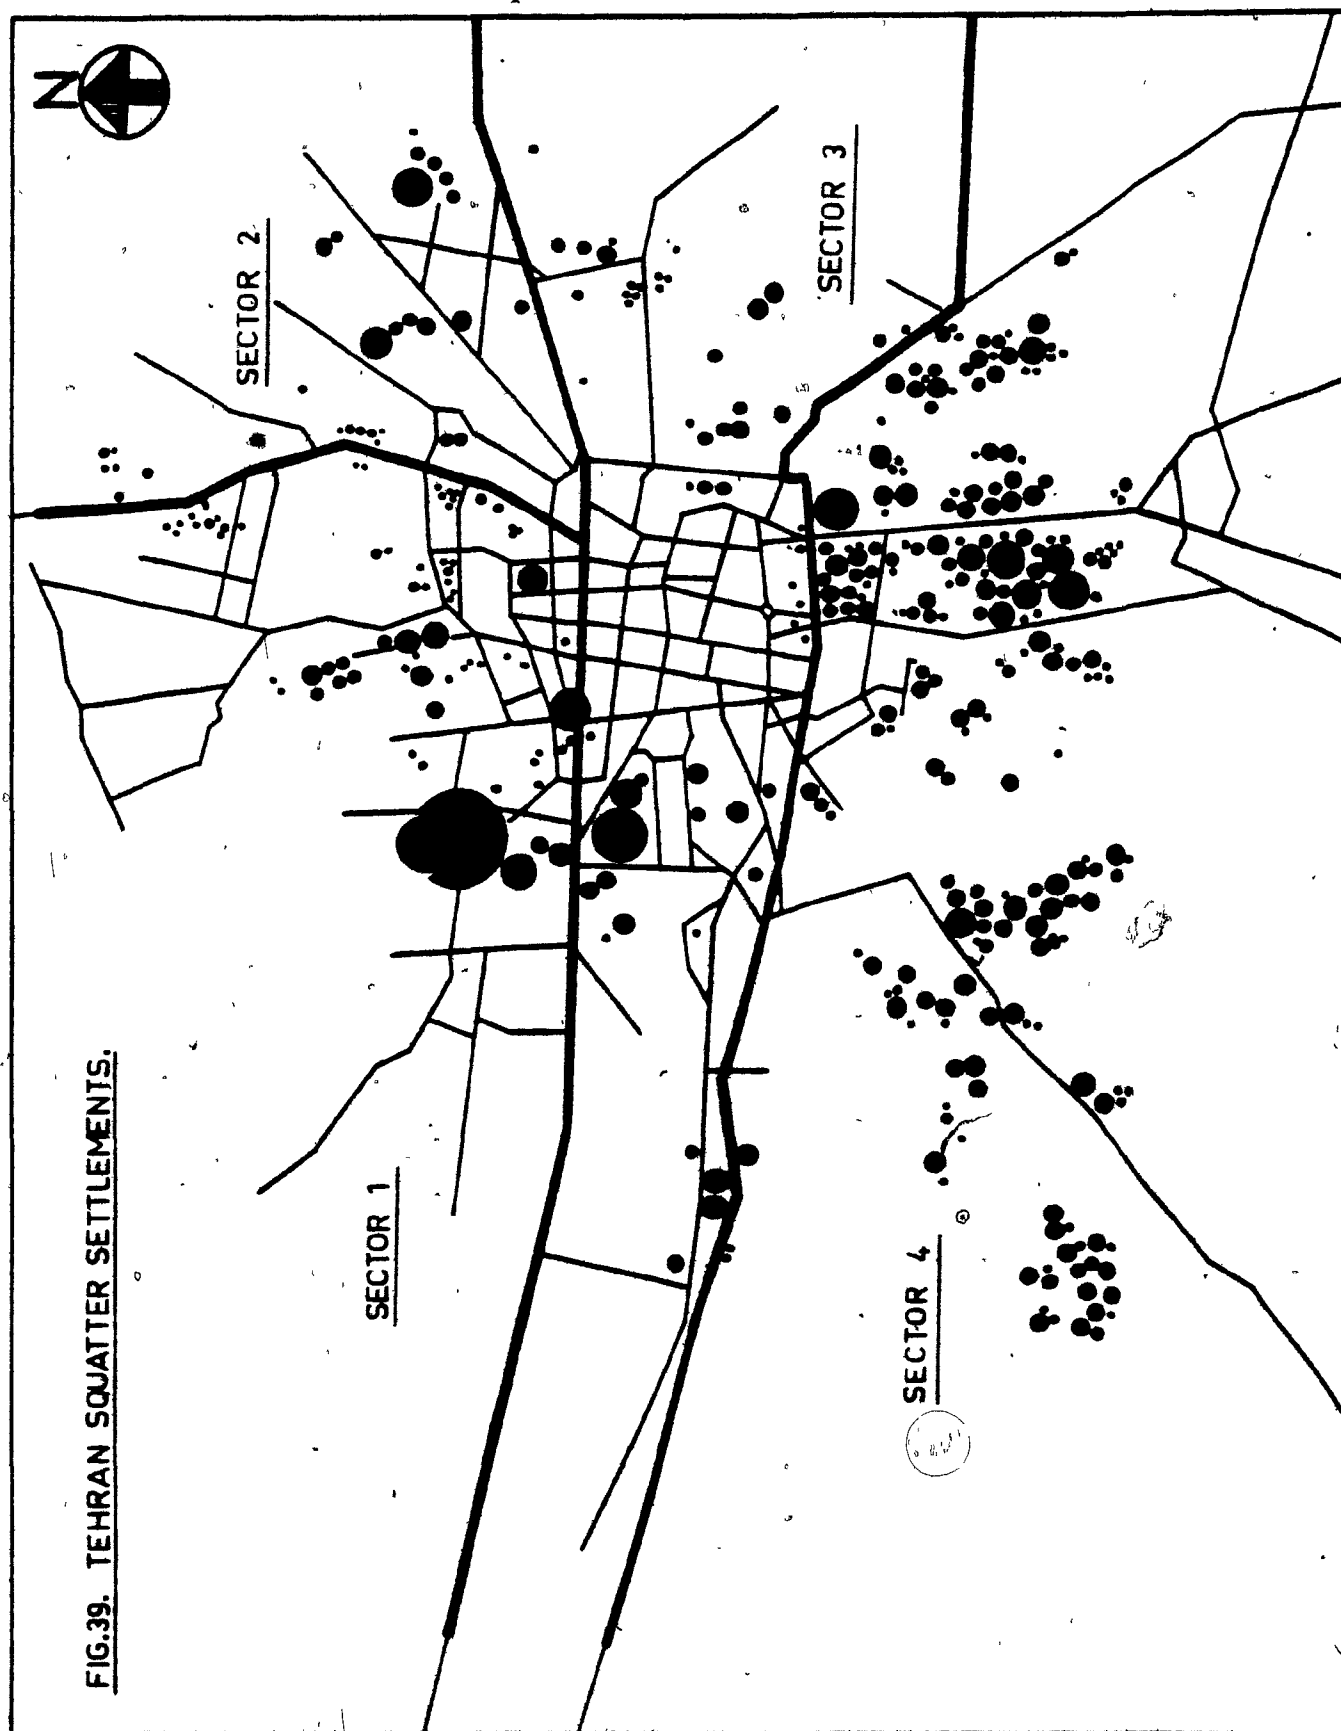 FIG.39. TEHRAN SQUATTER SETTLEMENTS.
N
SECTOR 2
SECTOR 3
SECTOR 1
SECTOR 4